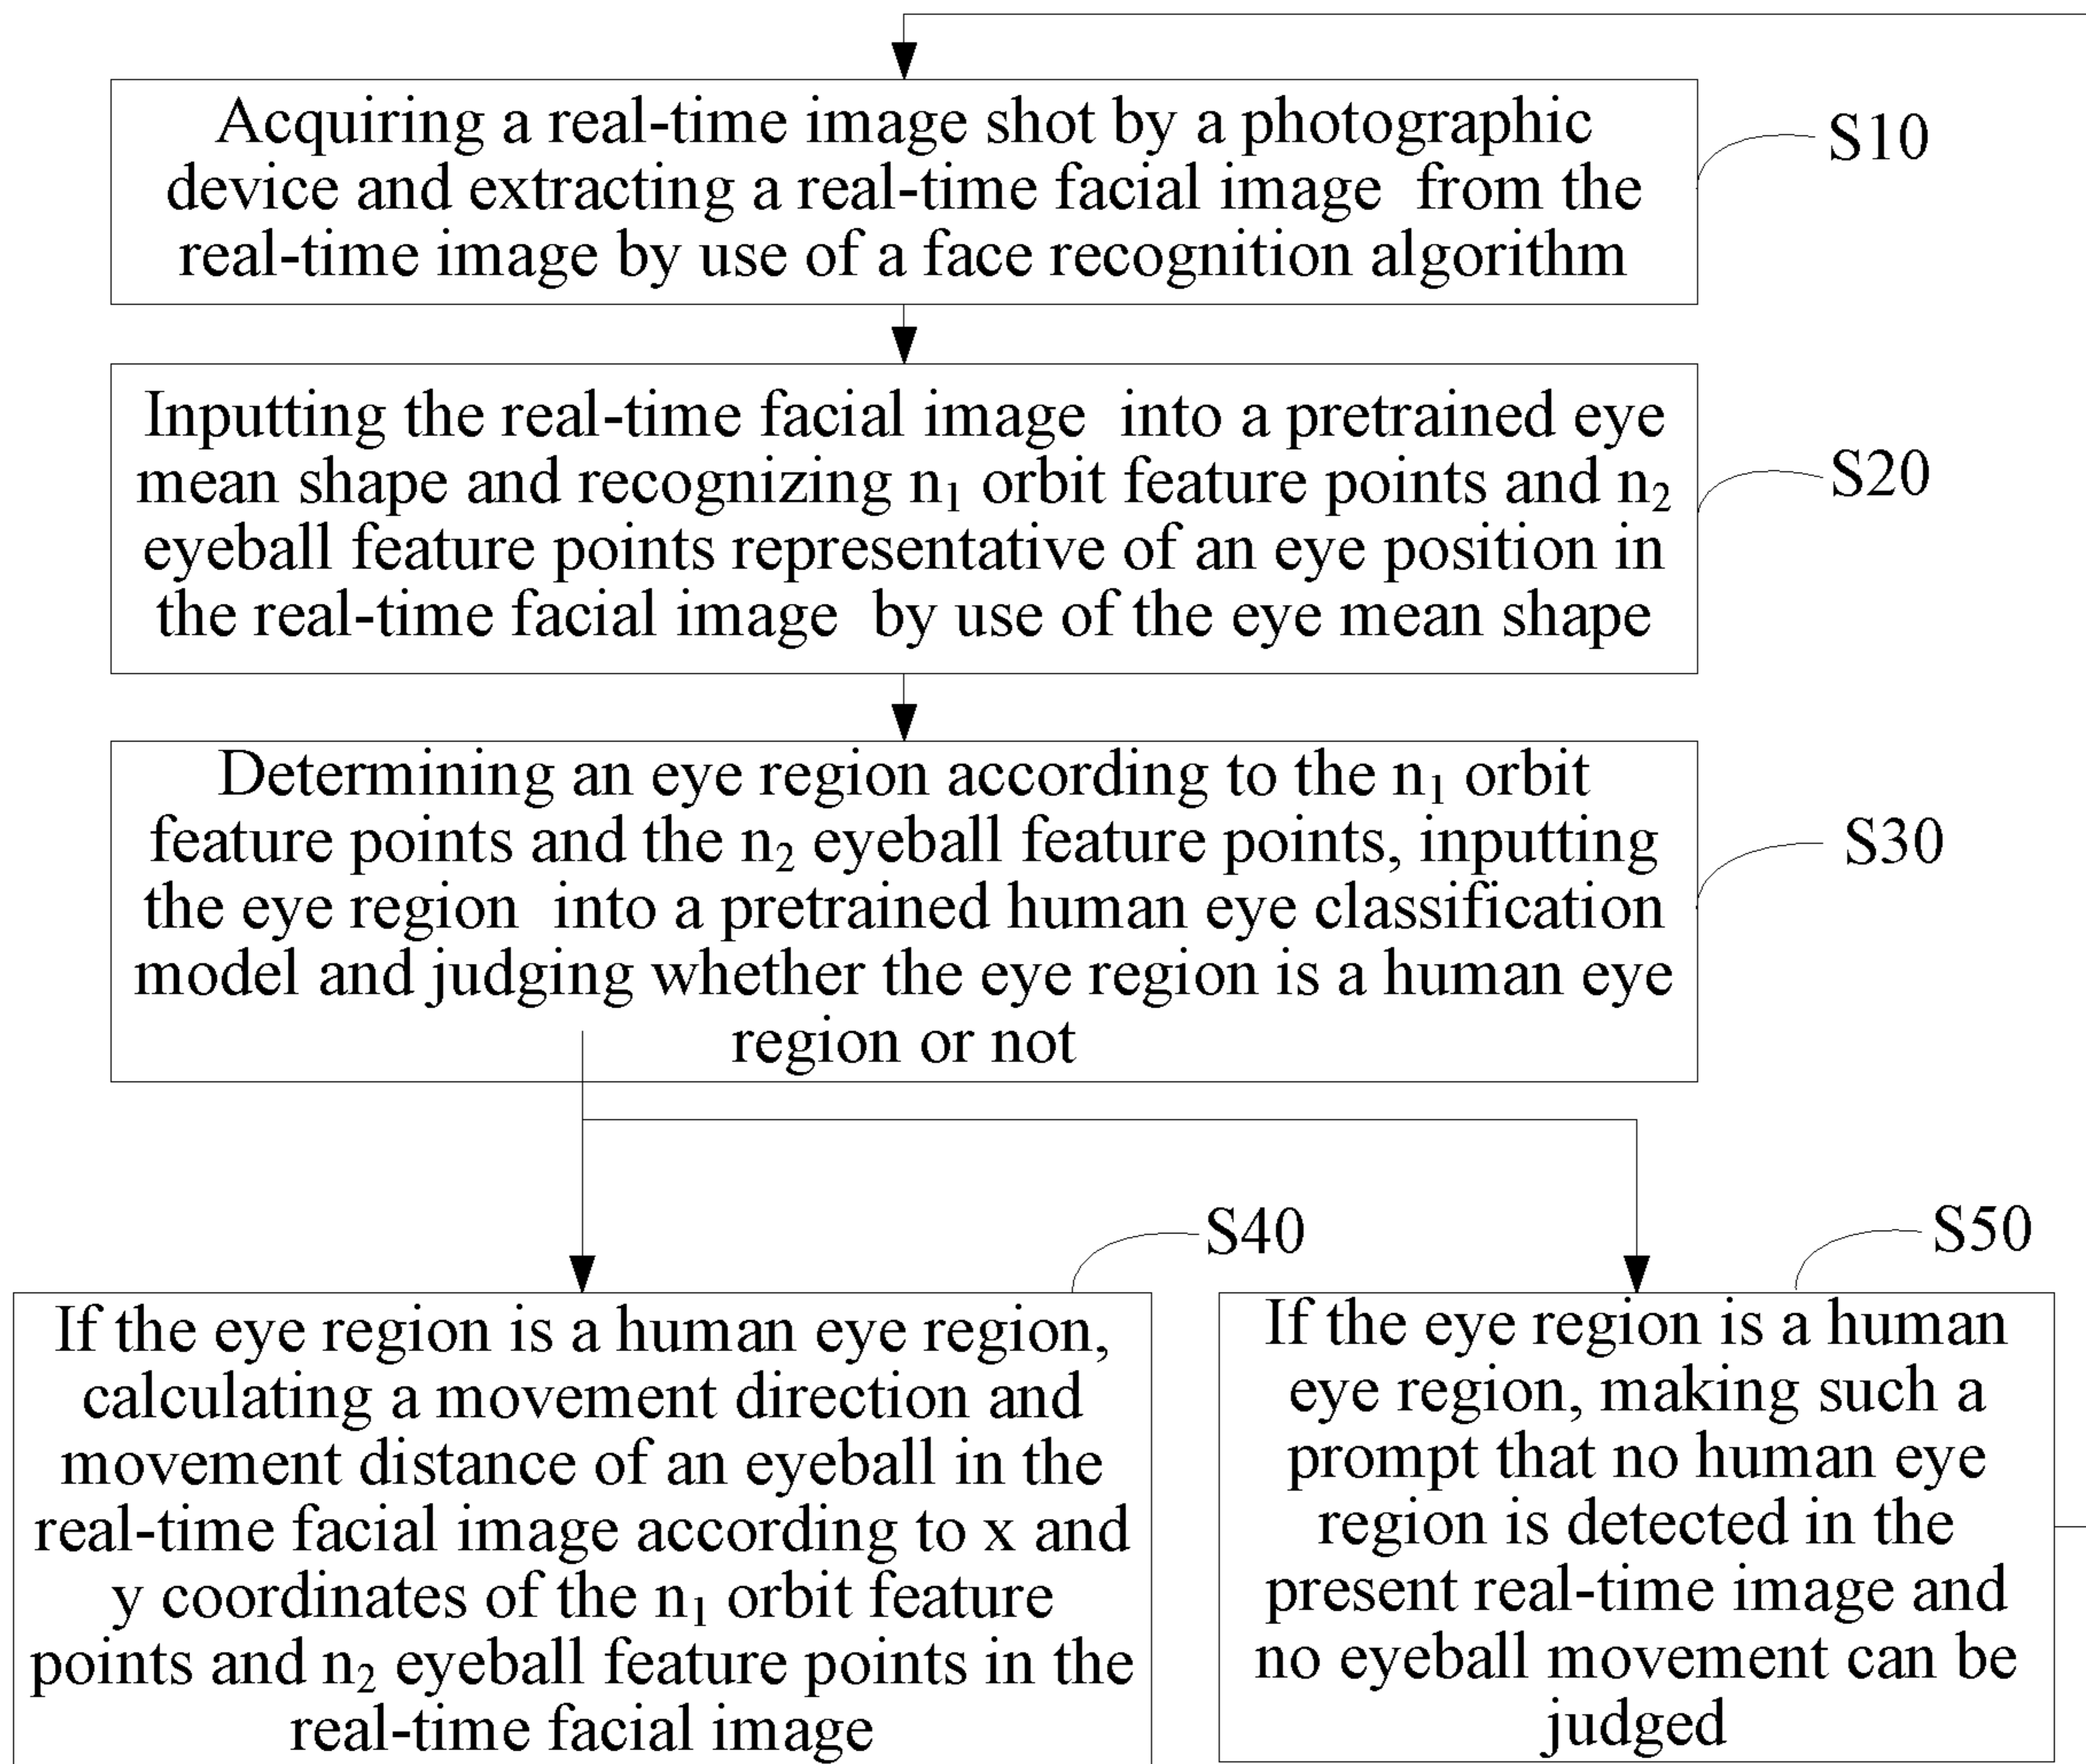 Acquiring a real-time image shot by a photographic
device and extracting a real-time facial image from the
real-time image by use of a face recognition algorithm
S10
Inputting the real-time facial image into a pretrained eye
mean shape and recognizing n₁ orbit feature points and n₂
eyeball feature points representative of an eye position in
the real-time facial image by use of the eye mean shape
S20
Determining an eye region according to the n₁ orbit
feature points and the n₂ eyeball feature points, inputting
the eye region into a pretrained human eye classification
model and judging whether the eye region is a human eye
region or not
S30
S40
If the eye region is a human eye region,
calculating a movement direction and
movement distance of an eyeball in the
real-time facial image according to x and
y coordinates of the n₁ orbit feature
points and n₂ eyeball feature points in the
real-time facial image
S50
If the eye region is a human
eye region, making such a
prompt that no human eye
region is detected in the
present real-time image and
no eyeball movement can be
judged